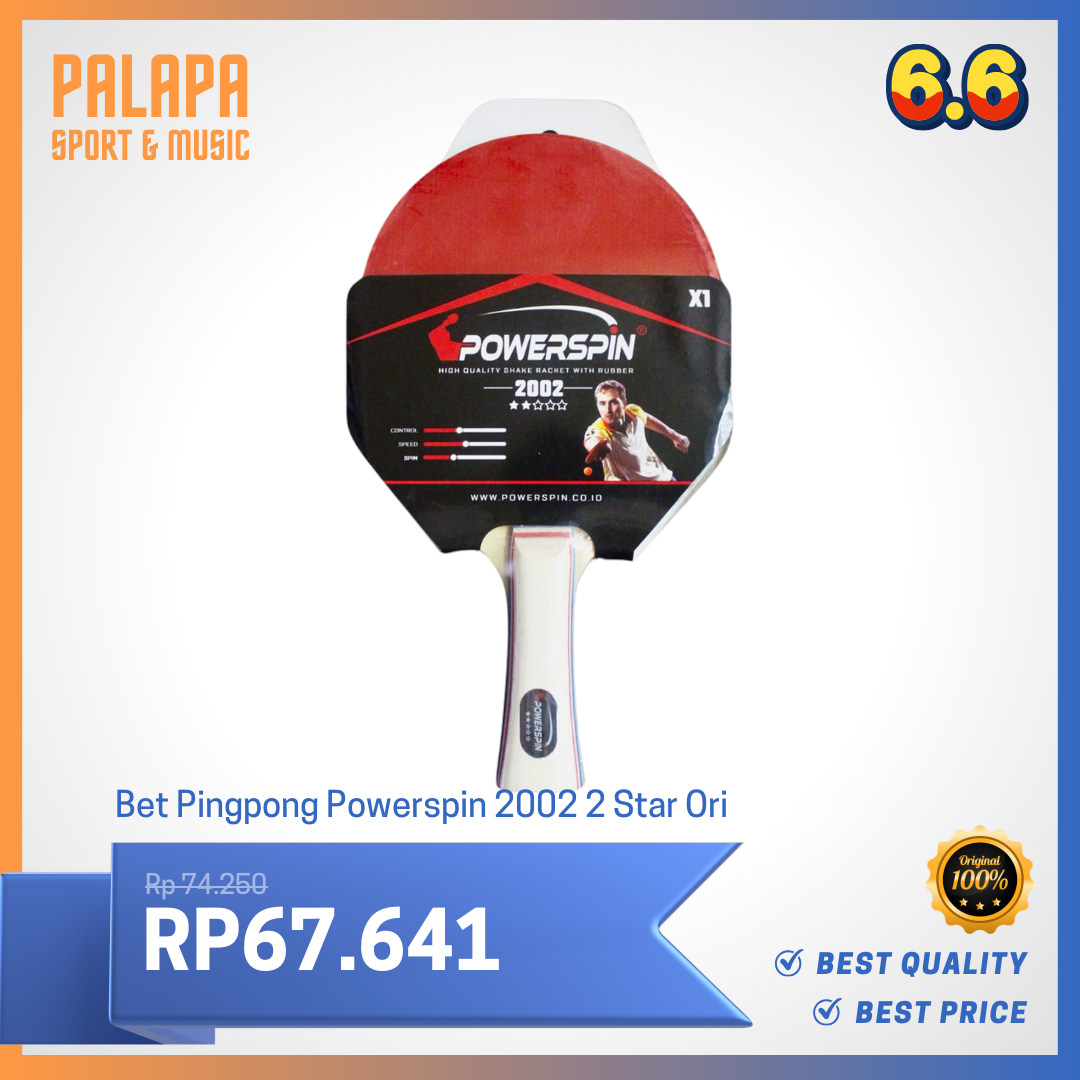 PALAPA
SPORT & MUSIC
6.6
X1
POWERSPIN®
HIGH QUALITY SHAKE RACKET WITH RUBBER
2002
CONTROL
SPEED
SPIN
WWW.POWERSPIN.CO.ID
POWERSPIN
Bet Pingpong Powerspin 2002 2 Star Ori
Rp 74.250
RP67.641
Original
100%
BEST QUALITY
BEST PRICE